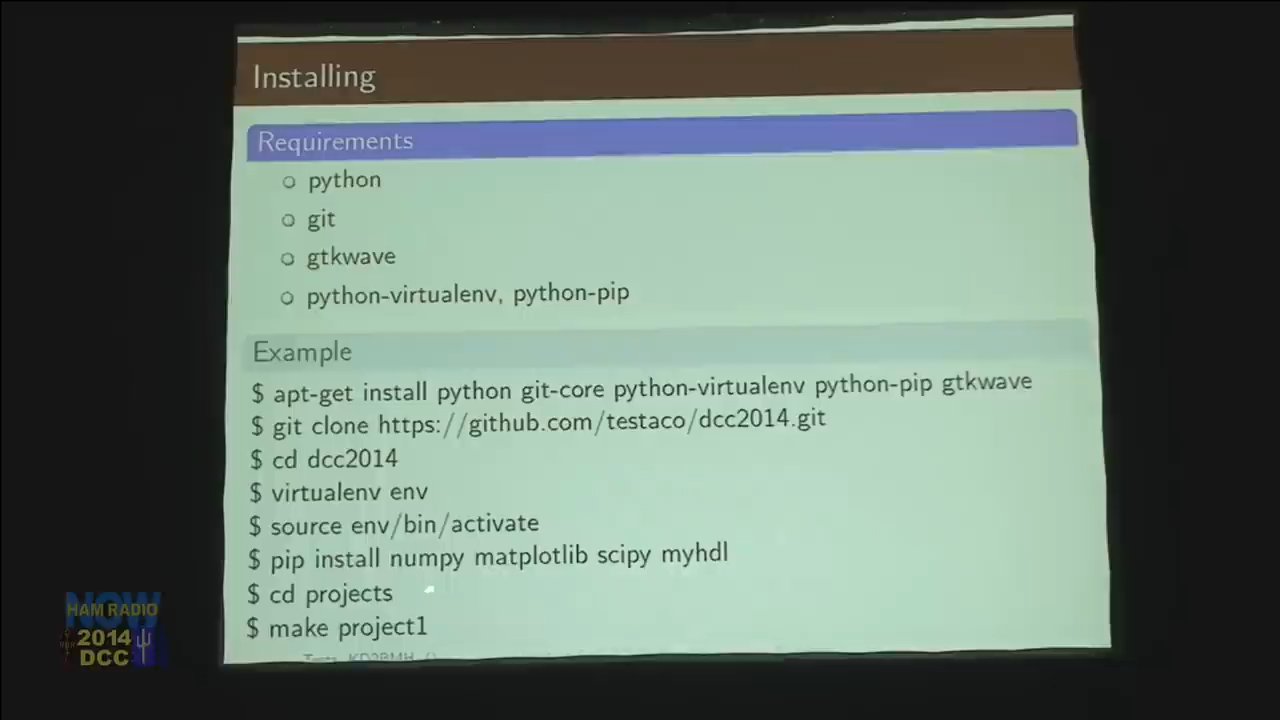 Installing
Requirements
python
git
gtkwave
python-virtualenv, python-pip
Example
$ apt-get install python git-core python-virtualenv python-pip gtkwave
$ git clone https://github.com/testaco/dcc2014.git
$ cd dcc2014
$ virtualenv env
$ source env/bin/activate
$ pip install numpy matplotlib scipy myhdl
$ cd projects
$ make project1
NOW
HAM RADIO
2014
DCC